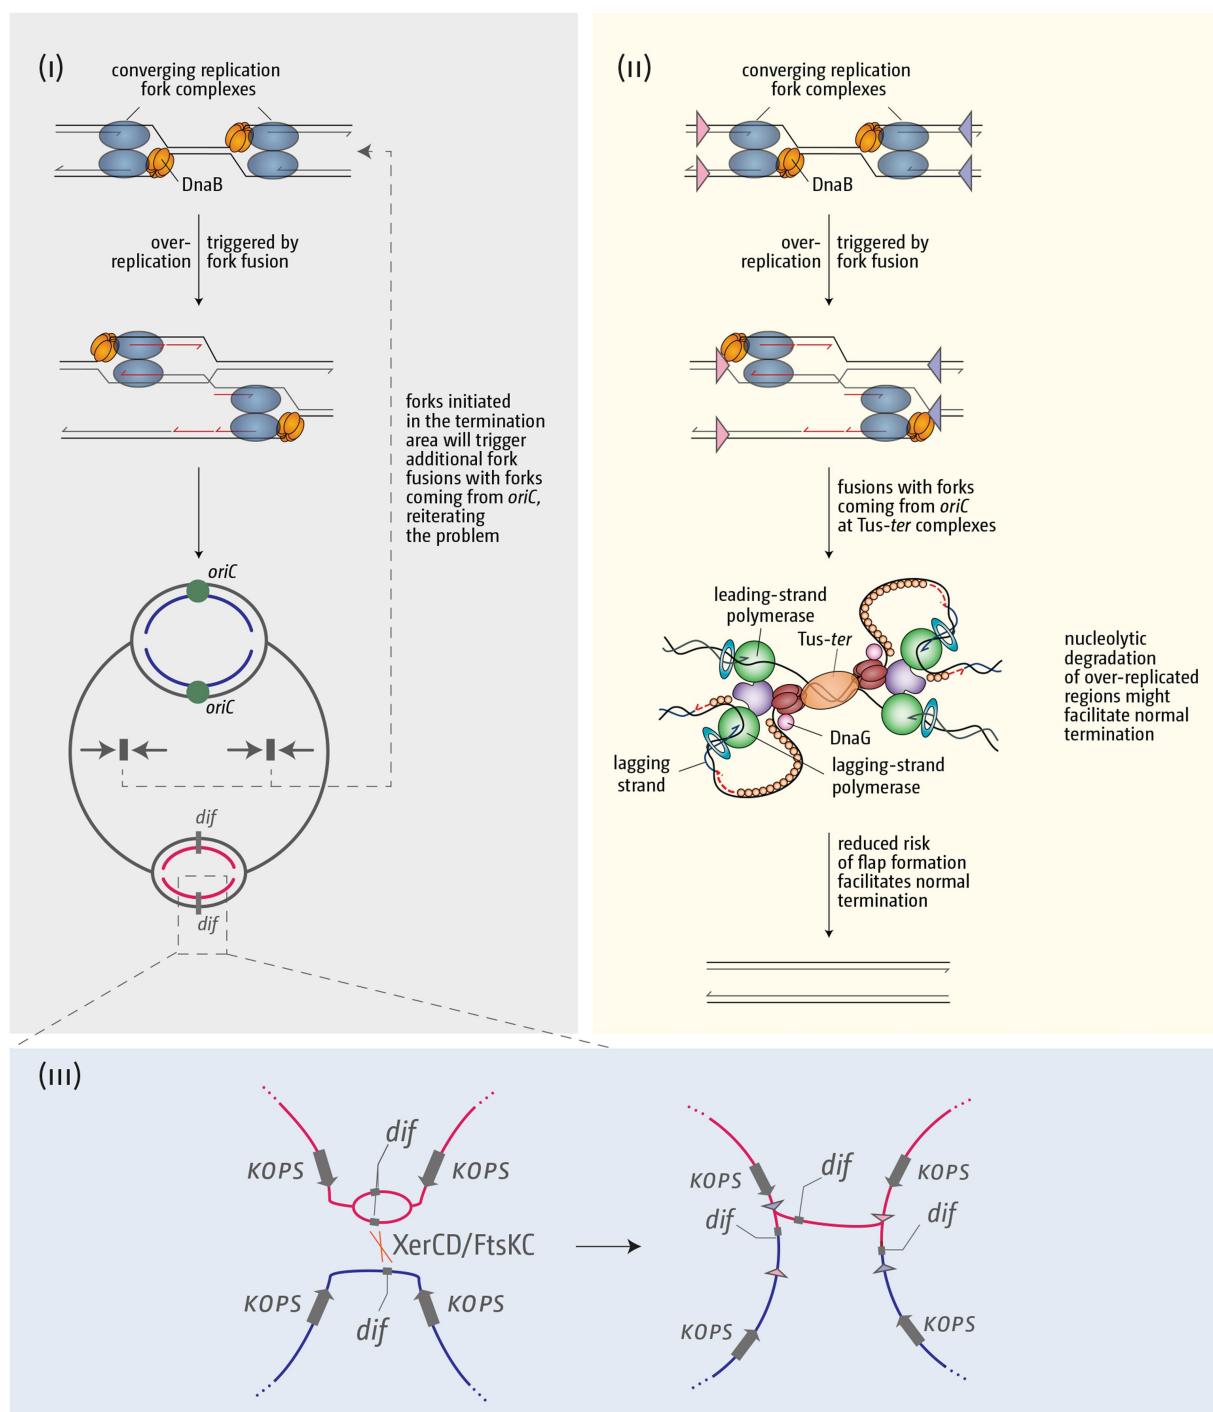 (I)
converging replication
fork complexes
DnaB
over-
replication
triggered by
fork fusion
forks initiated
in the termination
area will trigger
additional fork
fusions with forks
coming from oriC,
reiterating
the problem
oriC
oriC
dif
dif
(II)
converging replication
fork complexes
DnaB
over-
replication
triggered by
fork fusion
fusions with forks
coming from oriC
at Tus-ter complexes
leading-strand
polymerase
Tus-ter
DnaG
lagging
strand
lagging-strand
polymerase
nucleolytic
degradation
of over-replicated
regions might
facilitate normal
termination
reduced risk
of flap formation
facilitates normal
termination
(III)
dif
KOPS
KOPS
XerCD/FtsKC
KOPS
KOPS
dif
KOPS
dif
KOPS
dif
dif
KOPS
KOPS